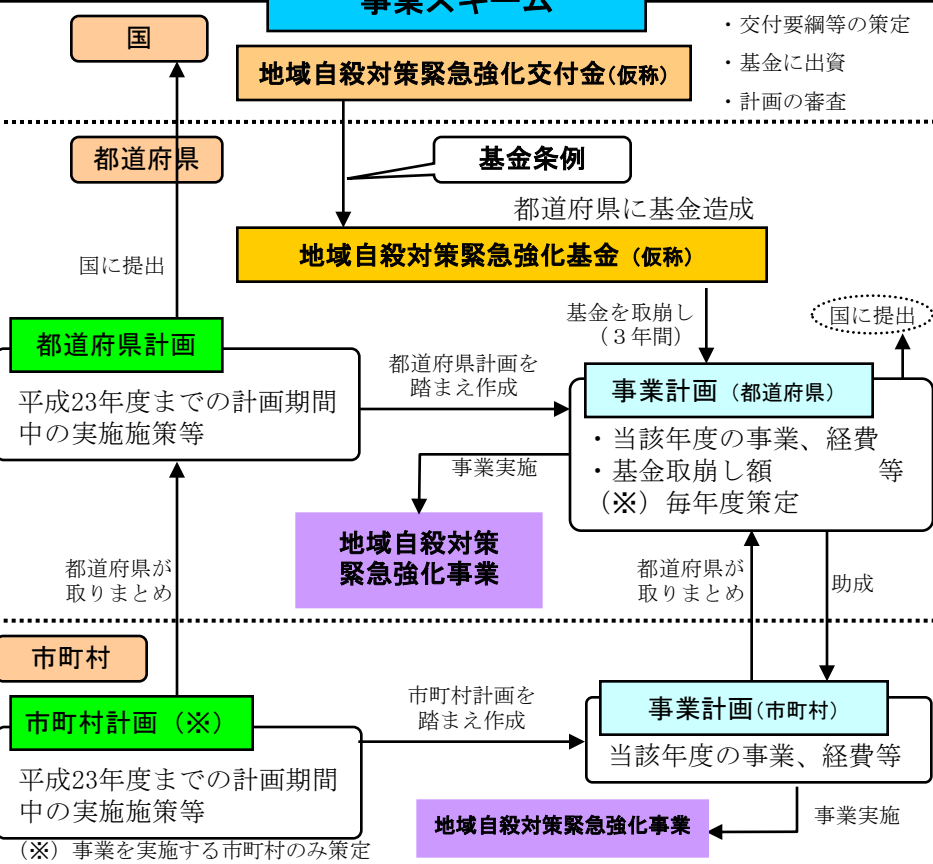 事業スキーム
国
・交付要綱等の策定
・基金に出資
・計画の審査
地域自殺対策緊急強化交付金(仮称)
都道府県
基金条例
都道府県に基金造成
地域自殺対策緊急強化基金（仮称）
国に提出
基金を取崩し
（３年間）
国に提出
都道府県計画
平成23年度までの計画期間
中の実施施策等
都道府県計画を
踏まえ作成
事業計画（都道府県）
・当該年度の事業、経費
・基金取崩し額　　　　等
（※）毎年度策定
事業実施
地域自殺対策
緊急強化事業
都道府県が
取りまとめ
都道府県が
取りまとめ
助成
市町村
市町村計画（※）
平成23年度までの計画期間
中の実施施策等
（※）事業を実施する市町村のみ策定
市町村計画を
踏まえ作成
事業計画(市町村)
当該年度の事業、経費等
事業実施
地域自殺対策緊急強化事業